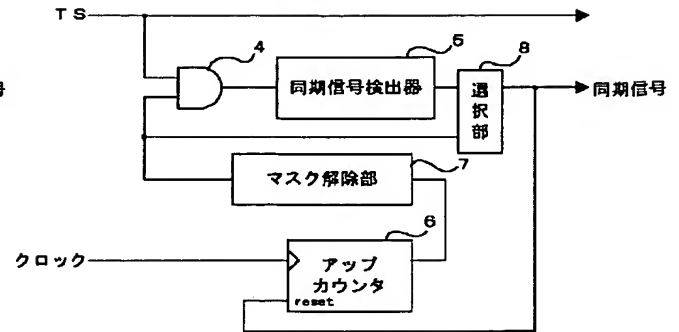 TS
4
5
8
号
同期信号検出器
選
択
部
同期信号
7
マスク解除部
6
クロック
アップ
カウンタ
reset